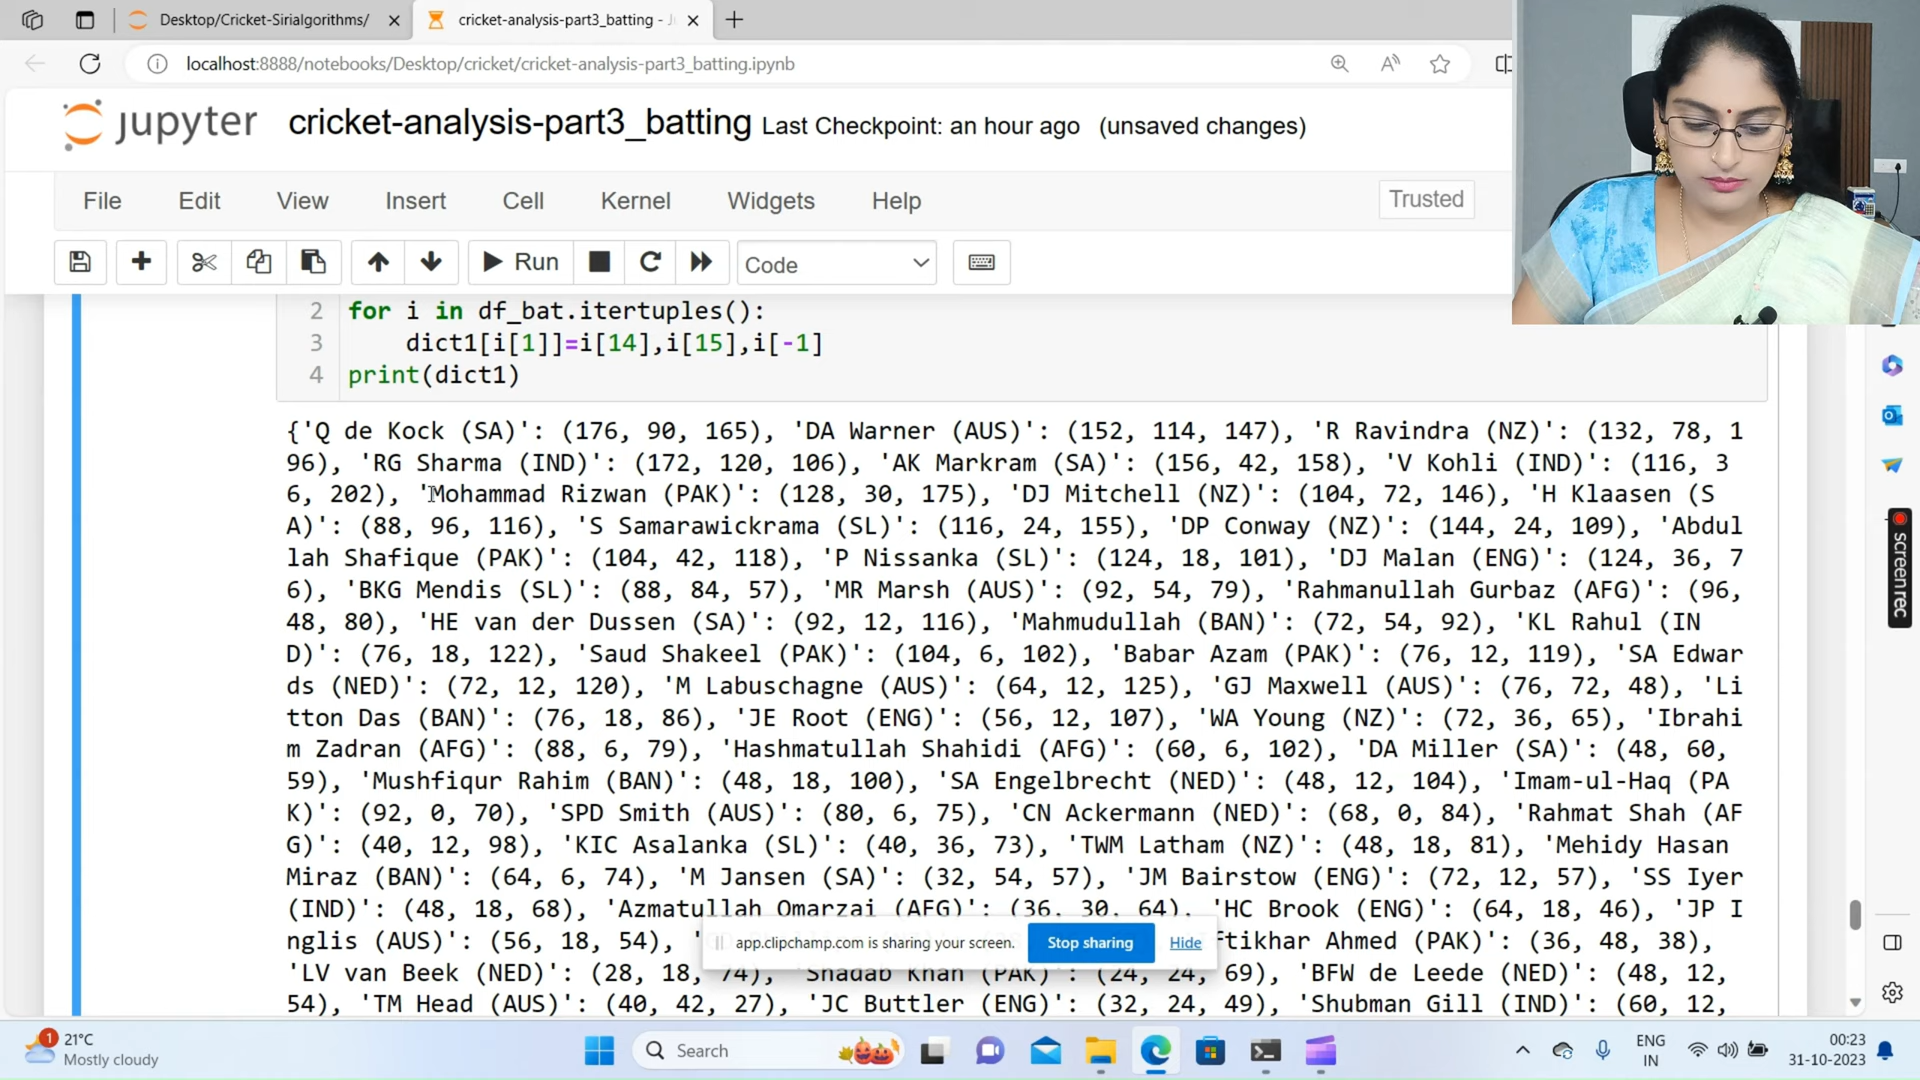 Desktop/Cricket-Sirialgorithms/
cricket-analysis-part3_batting - J
localhost:8888/notebooks/Desktop/cricket/cricket-analysis-part3_batting.ipynb
jupyter cricket-analysis-part3_batting Last Checkpoint: an hour ago (unsaved changes)
File Edit View Insert Cell Kernel Widgets Help Trusted
Run Code
2 for i in df_bat.itertuples():
3 dict1[i[1]]=i[14],i[15],i[-1]
4 print(dict1)
{'Q de Kock (SA)': (176, 90, 165), 'DA Warner (AUS)': (152, 114, 147), 'R Ravindra (NZ)': (132, 78, 1
96), 'RG Sharma (IND)': (172, 120, 106), 'AK Markram (SA)': (156, 42, 158), 'V Kohli (IND)': (116, 3
6, 202), 'Mohammad Rizwan (PAK)': (128, 30, 175), 'DJ Mitchell (NZ)': (104, 72, 146), 'H Klaasen (S
A)': (88, 96, 116), 'S Samarawickrama (SL)': (116, 24, 155), 'DP Conway (NZ)': (144, 24, 109), 'Abdul
lah Shafique (PAK)': (104, 42, 118), 'P Nissanka (SL)': (124, 18, 101), 'DJ Malan (ENG)': (124, 36, 7
6), 'BKG Mendis (SL)': (88, 84, 57), 'MR Marsh (AUS)': (92, 54, 79), 'Rahmanullah Gurbaz (AFG)': (96,
48, 80), 'HE van der Dussen (SA)': (92, 12, 116), 'Mahmudullah (BAN)': (72, 54, 92), 'KL Rahul (IN
D)': (76, 18, 122), 'Saud Shakeel (PAK)': (104, 6, 102), 'Babar Azam (PAK)': (76, 12, 119), 'SA Edwar
ds (NED)': (72, 12, 120), 'M Labuschagne (AUS)': (64, 12, 125), 'GJ Maxwell (AUS)': (76, 72, 48), 'Li
tton Das (BAN)': (76, 18, 86), 'JE Root (ENG)': (56, 12, 107), 'WA Young (NZ)': (72, 36, 65), 'Ibrahi
m Zadran (AFG)': (88, 6, 79), 'Hashmatullah Shahidi (AFG)': (60, 6, 102), 'DA Miller (SA)': (48, 60,
59), 'Mushfiqur Rahim (BAN)': (48, 18, 100), 'SA Engelbrecht (NED)': (48, 12, 104), 'Imam-ul-Haq (PA
K)': (92, 0, 70), 'SPD Smith (AUS)': (80, 6, 75), 'CN Ackermann (NED)': (68, 0, 84), 'Rahmat Shah (AF
G)': (40, 12, 98), 'KIC Asalanka (SL)': (40, 36, 73), 'TWM Latham (NZ)': (48, 18, 81), 'Mehidy Hasan
Miraz (BAN)': (64, 6, 74), 'M Jansen (SA)': (32, 54, 57), 'JM Bairstow (ENG)': (72, 12, 57), 'SS Iyer
(IND)': (48, 18, 68), 'Azmatullah Omarzai (AFG)': (36, 30, 64), 'HC Brook (ENG)': (64, 18, 46), 'JP I
nglis (AUS)': (56, 18, 54), ftikhar Ahmed (PAK)': (36, 48, 38),
'LV van Beek (NED)': (28, 18, 74), 'Shadab Khan (PAK)': (24, 24, 69), 'BFW de Leede (NED)': (48, 12,
54), 'TM Head (AUS)': (40, 42, 27), 'JC Buttler (ENG)': (32, 24, 49), 'Shubman Gill (IND)': (60, 12,
app.clipchamp.com is sharing your screen. Stop sharing Hide
screenrec
1
21°C
Mostly cloudy
Search
ENG
IN
00:23
31-10-2023